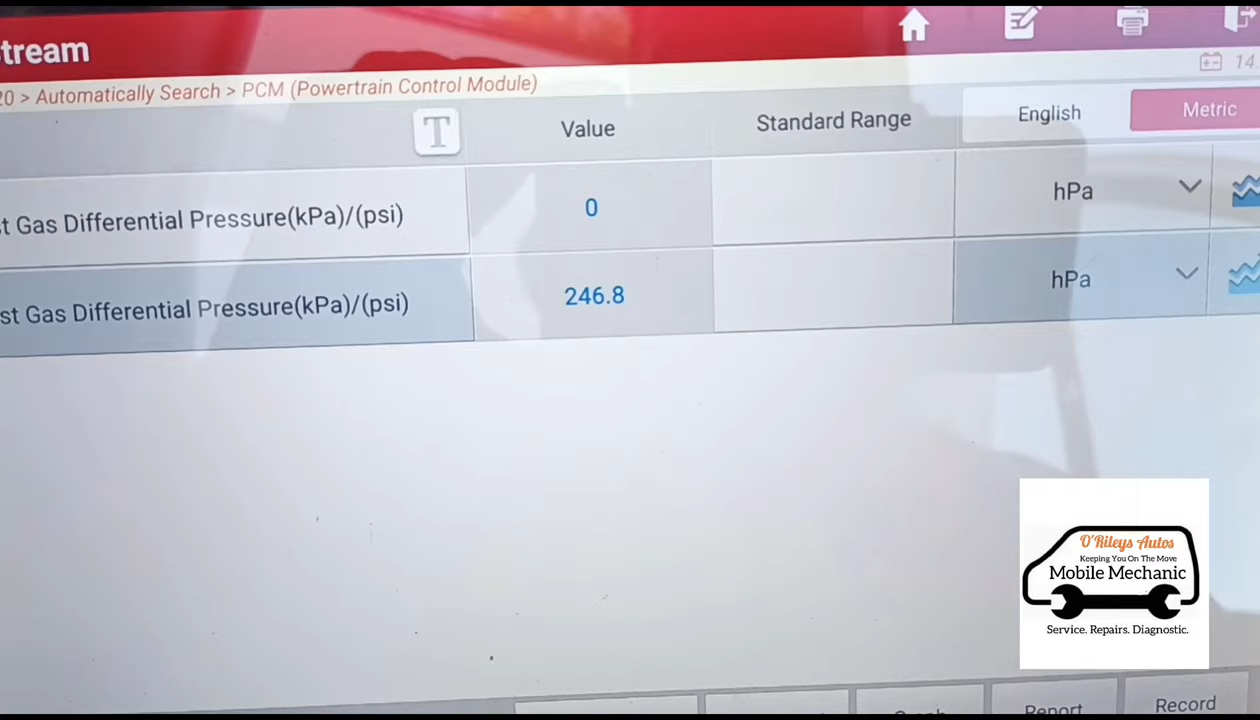 tream
20 > Automatically Search > PCM (Powertrain Control Module)
14.
T
Value
Standard Range
English
Metric
st Gas Differential Pressure(kPa)/(psi)
0
hPa
st Gas Differential Pressure(kPa)/(psi)
246.8
hPa
O'Rileys Autos
Keeping You On The Move
Mobile Mechanic
Service. Repairs. Diagnostic.
Graph
Report
Record